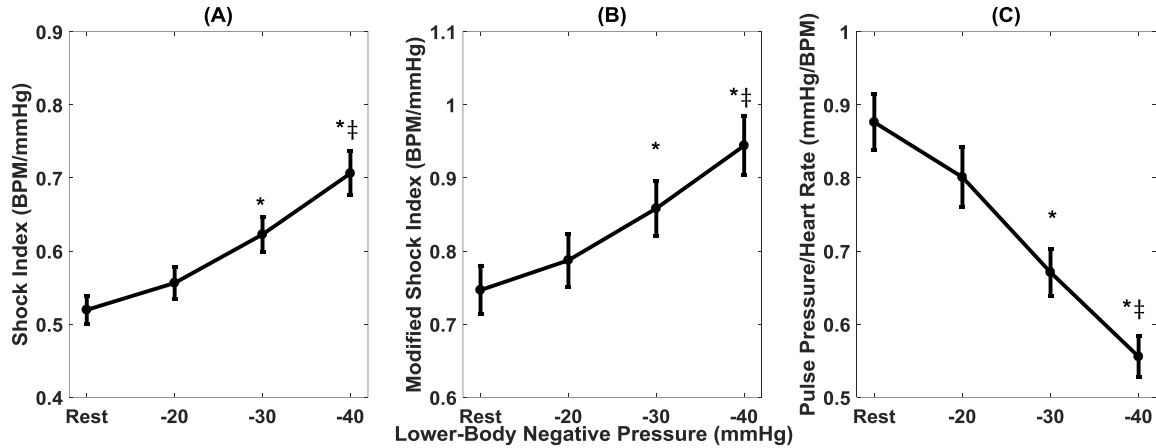 (A)
Shock Index (BPM/mmHg)
0.9
0.8
0.7
0.6
0.5
0.4
*
*‡
Rest -20 -30 -40
(B)
Modified Shock Index (BPM/mmHg)
1.1
1
0.9
0.8
0.7
0.6
*
*‡
Rest -20 -30 -40
(C)
Pulse Pressure/Heart Rate (mmHg/BPM)
1
0.9
0.8
0.7
0.6
0.5
*
*‡
Rest -20 -30 -40
Lower-Body Negative Pressure (mmHg)